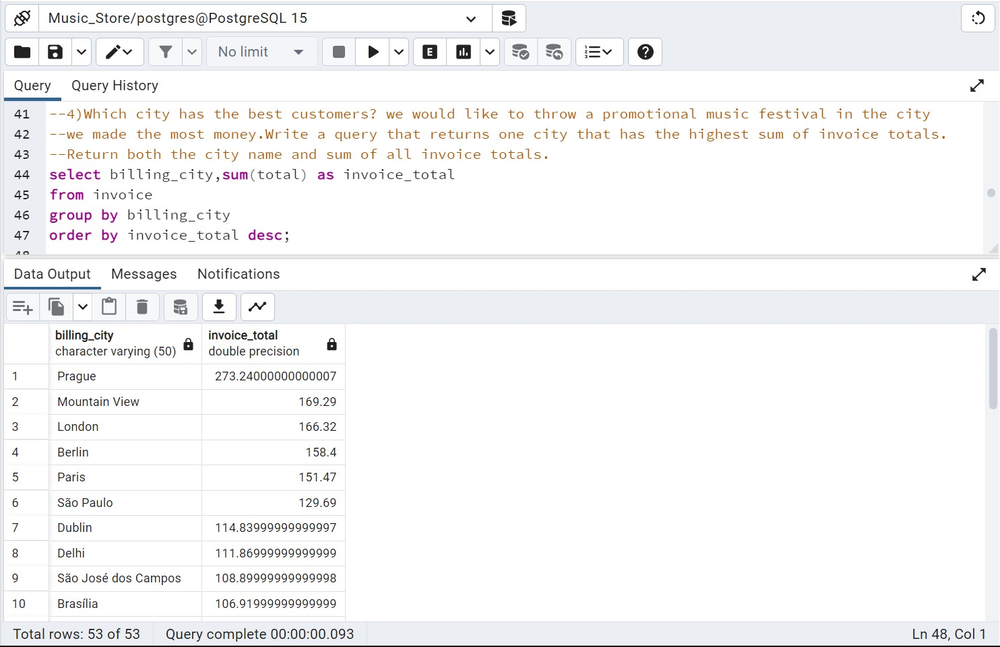 Music_Store/postgres@PostgreSQL 15
No limit
E
Query Query History
41 --4)Which city has the best customers? we would like to throw a promotional music festival in the city
42 --we made the most money.Write a query that returns one city that has the highest sum of invoice totals.
43 --Return both the city name and sum of all invoice totals.
44 select billing_city,sum(total) as invoice_total
45 from invoice
46 group by billing_city
47 order by invoice_total desc;
48
Data Output Messages Notifications
billing_city invoice_total
character varying (50) double precision
1 Prague 273.24000000000007
2 Mountain View 169.29
3 London 166.32
4 Berlin 158.4
5 Paris 151.47
6 São Paulo 129.69
7 Dublin 114.83999999999997
8 Delhi 111.86999999999999
9 São José dos Campos 108.89999999999998
10 Brasília 106.91999999999999
Total rows: 53 of 53 Query complete 00:00:00.093 Ln 48, Col 1